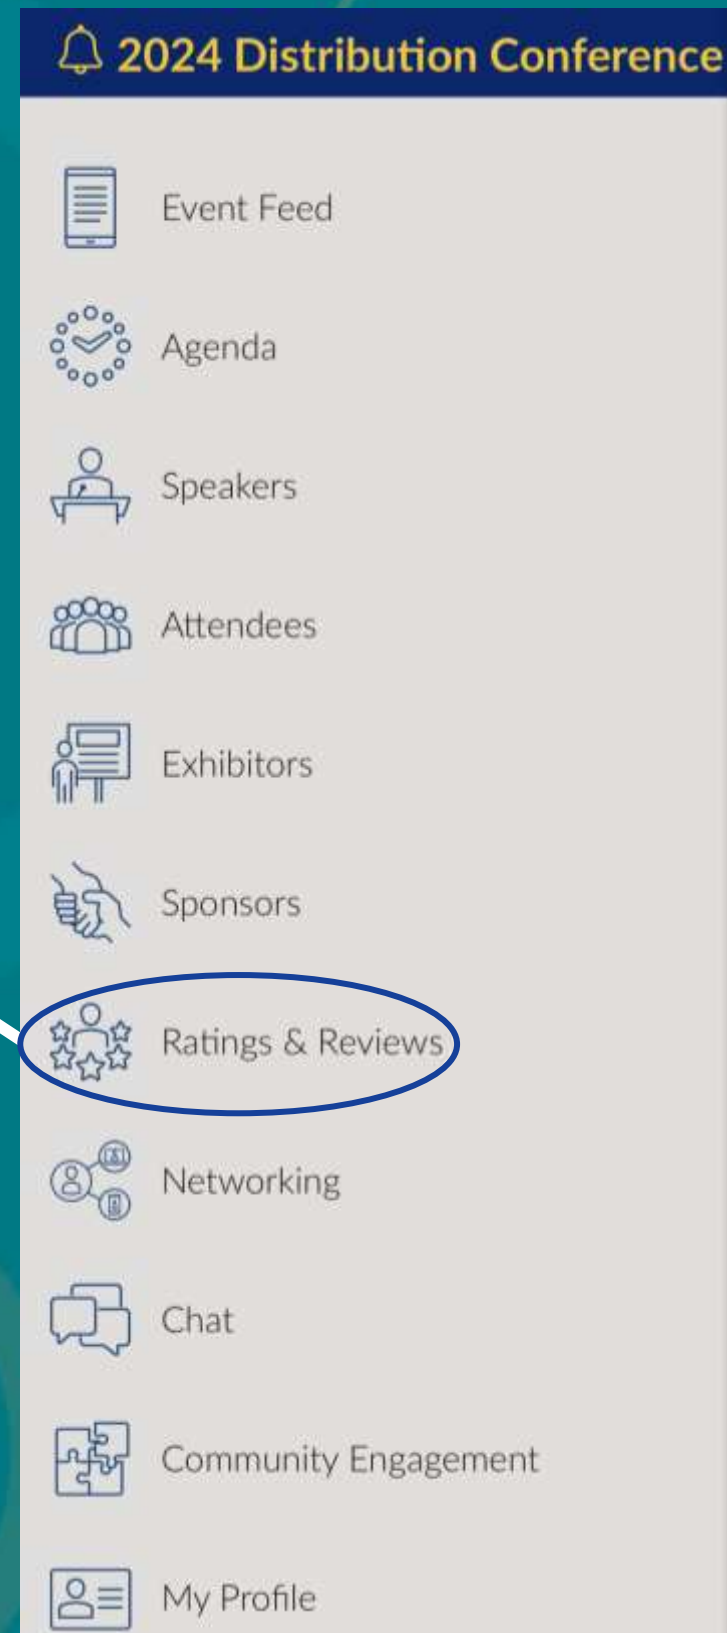 2024 Distribution Conference
Event Feed
Agenda
Speakers
Attendees
Exhibitors
Sponsors
Ratings & Reviews
Networking
Chat
Community Engagement
My Profile